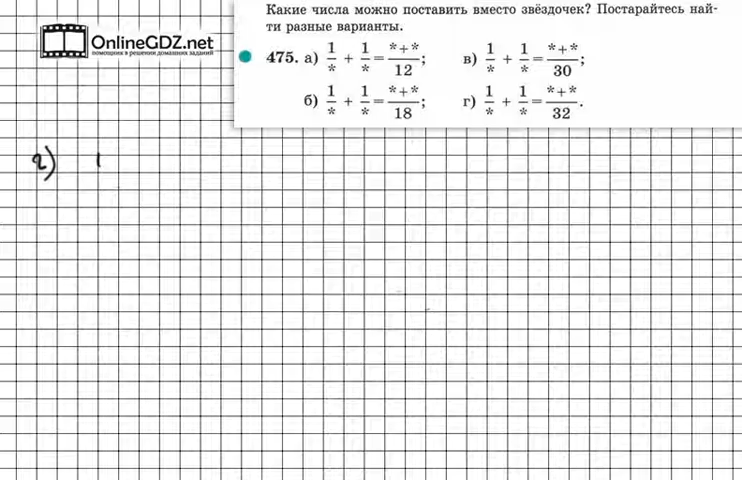 OnlineGDZ.net
помощник в решении домашних заданий
Какие числа можно поставить вместо звёздочек? Постарайтесь най-
ти разные варианты.
475. а) 1/* + 1/* = *+*/12; в) 1/* + 1/* = *+*/30;
б) 1/* + 1/* = *+*/18; г) 1/* + 1/* = *+*/32.
г) 1